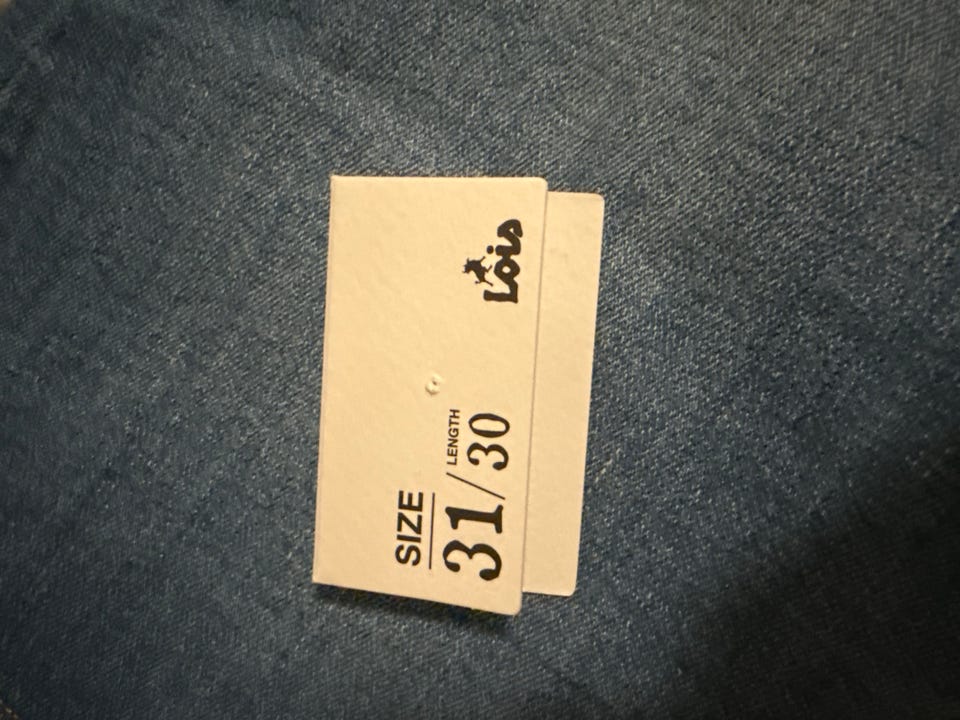 SIZE
LENGTH
31/30
Lois